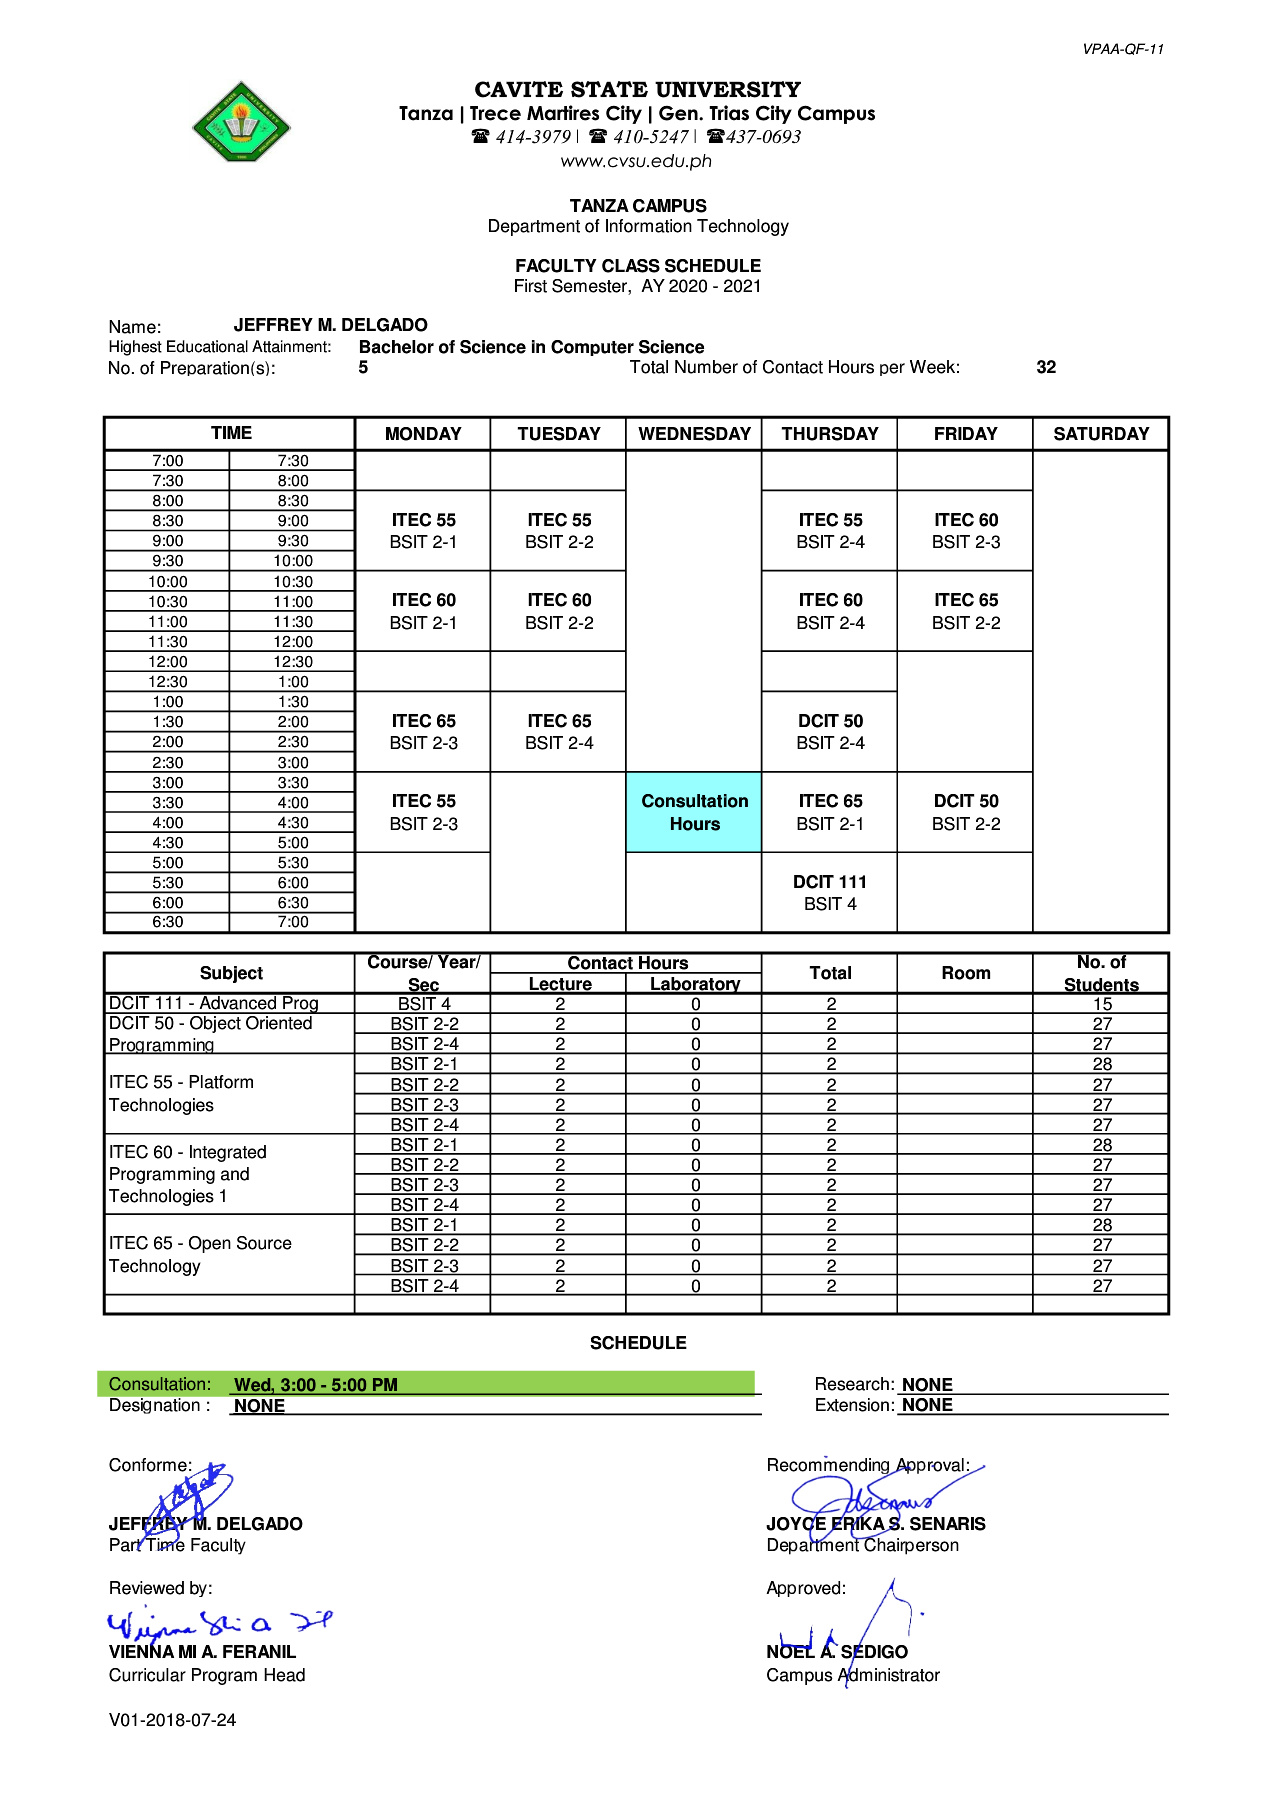 VPAA-QF-11
CAVITE STATE UNIVERSITY
Tanza | Trece Martires City | Gen. Trias City Campus
☎ 414-3979 | ☎ 410-5247 | ☎437-0693
www.cvsu.edu.ph
TANZA CAMPUS
Department of Information Technology
FACULTY CLASS SCHEDULE
First Semester, AY 2020 - 2021
Name: JEFFREY M. DELGADO
Highest Educational Attainment: Bachelor of Science in Computer Science
No. of Preparation(s): 5 Total Number of Contact Hours per Week: 32
TIME MONDAY TUESDAY WEDNESDAY THURSDAY FRIDAY SATURDAY
7:00 7:30
7:30 8:00
8:00 8:30
8:30 9:00 ITEC 55 ITEC 55 ITEC 55 ITEC 60
9:00 9:30 BSIT 2-1 BSIT 2-2 BSIT 2-4 BSIT 2-3
9:30 10:00
10:00 10:30
10:30 11:00 ITEC 60 ITEC 60 ITEC 60 ITEC 65
11:00 11:30 BSIT 2-1 BSIT 2-2 BSIT 2-4 BSIT 2-2
11:30 12:00
12:00 12:30
12:30 1:00
1:00 1:30
1:30 2:00 ITEC 65 ITEC 65 DCIT 50
2:00 2:30 BSIT 2-3 BSIT 2-4 BSIT 2-4
2:30 3:00
3:00 3:30
3:30 4:00 ITEC 55 Consultation ITEC 65 DCIT 50
4:00 4:30 BSIT 2-3 Hours BSIT 2-1 BSIT 2-2
4:30 5:00
5:00 5:30
5:30 6:00 DCIT 111
6:00 6:30 BSIT 4
6:30 7:00
Subject Course/ Year/ Sec Contact Hours Total Room No. of Students
Lecture Laboratory
DCIT 111 - Advanced Prog BSIT 4 2 0 2 15
DCIT 50 - Object Oriented BSIT 2-2 2 0 2 27
Programming BSIT 2-4 2 0 2 27
BSIT 2-1 2 0 2 28
ITEC 55 - Platform BSIT 2-2 2 0 2 27
Technologies BSIT 2-3 2 0 2 27
BSIT 2-4 2 0 2 27
ITEC 60 - Integrated BSIT 2-1 2 0 2 28
Programming and BSIT 2-2 2 0 2 27
Technologies 1 BSIT 2-3 2 0 2 27
BSIT 2-4 2 0 2 27
BSIT 2-1 2 0 2 28
ITEC 65 - Open Source BSIT 2-2 2 0 2 27
Technology BSIT 2-3 2 0 2 27
BSIT 2-4 2 0 2 27
SCHEDULE
Consultation: Wed, 3:00 - 5:00 PM Research: NONE
Designation : NONE Extension: NONE
Conforme: Recommending Approval:
JEFFREY M. DELGADO JOYCE ERIKA S. SENARIS
Part Time Faculty Department Chairperson
Reviewed by: Approved:
VIENNA MI A. FERANIL NOEL A. SEDIGO
Curricular Program Head Campus Administrator
V01-2018-07-24